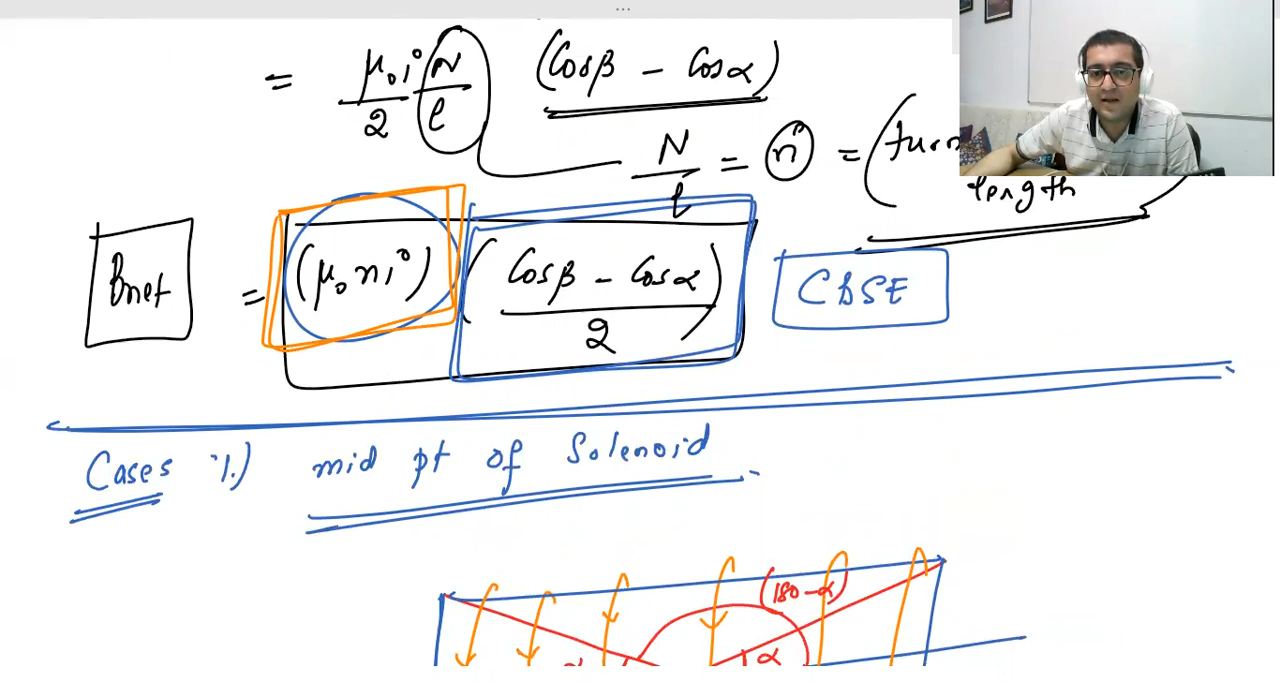 = μ₀i/2 N/l (Cosβ - Cosα)
N/l = n = (turn
length
Bnet = (μ₀ni) (Cosβ - Cosα / 2) CBSE
Cases 1.) mid pt of Solenoid
(180-α)
α α